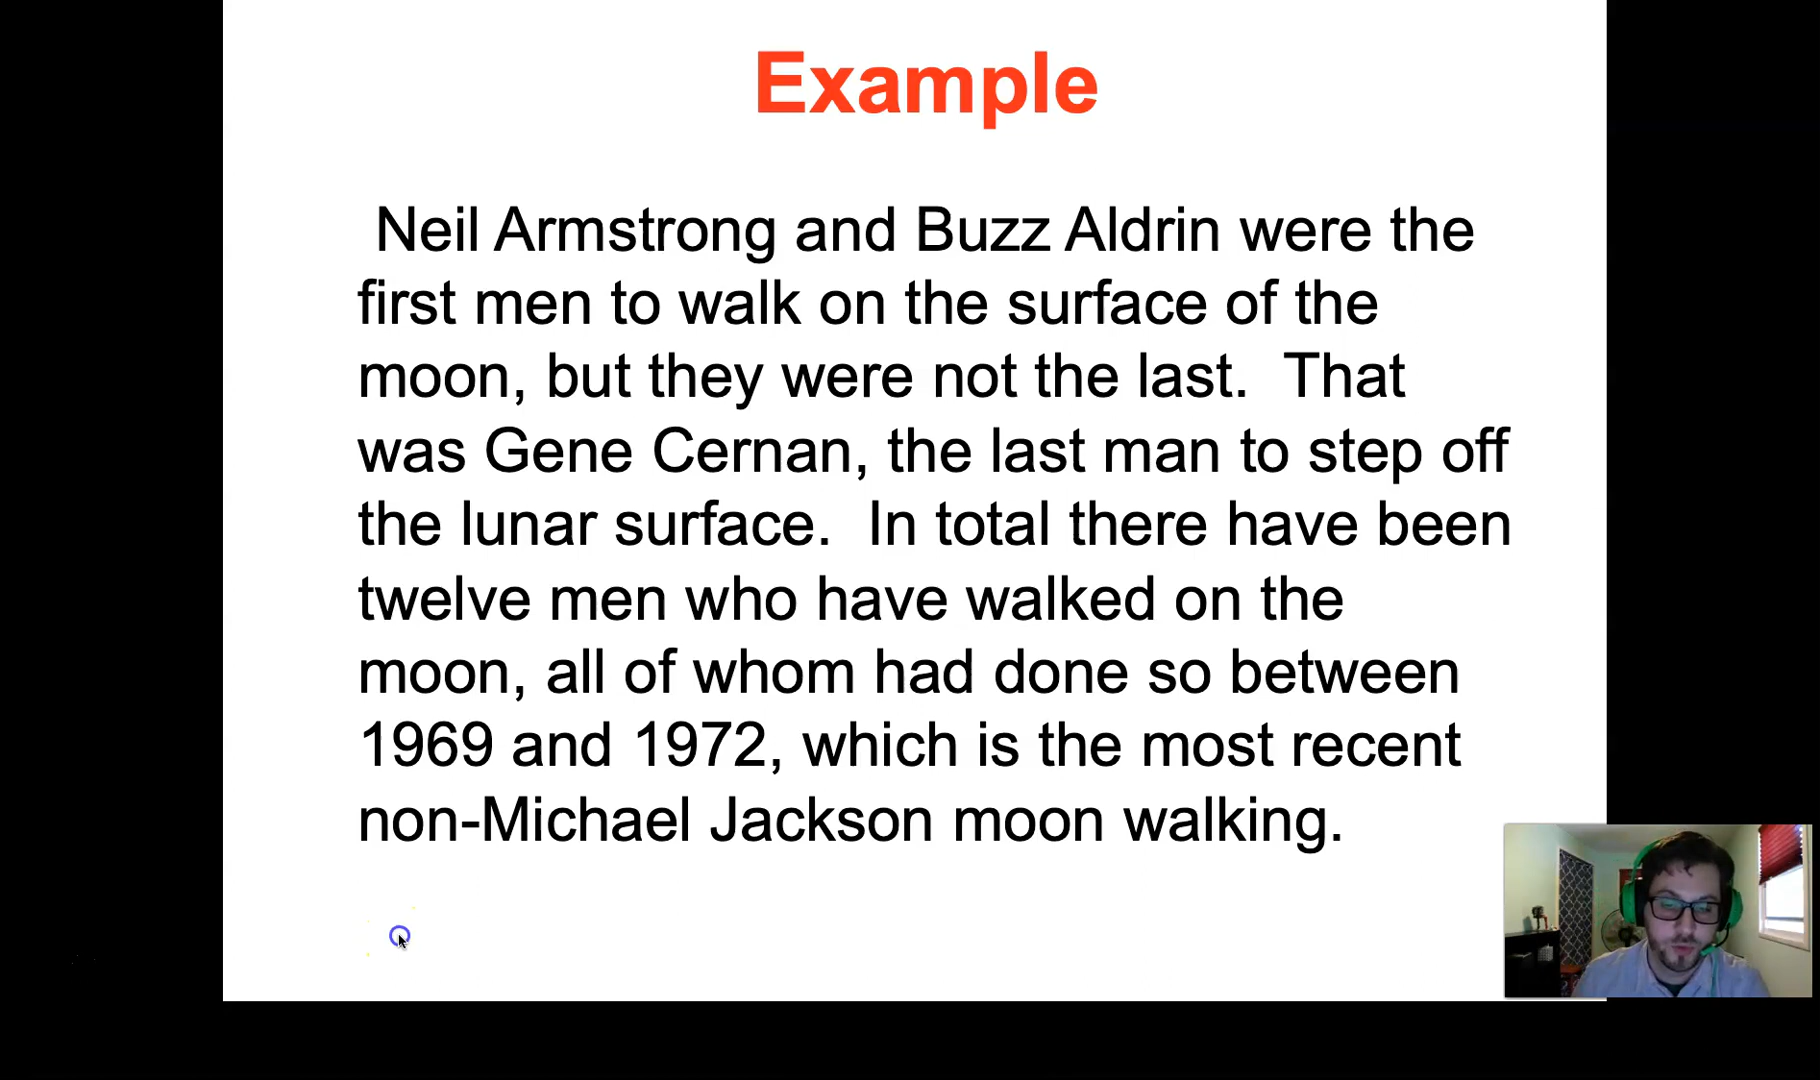 Example
Neil Armstrong and Buzz Aldrin were the
first men to walk on the surface of the
moon, but they were not the last.  That
was Gene Cernan, the last man to step off
the lunar surface.  In total there have been
twelve men who have walked on the
moon, all of whom had done so between
1969 and 1972, which is the most recent
non-Michael Jackson moon walking.